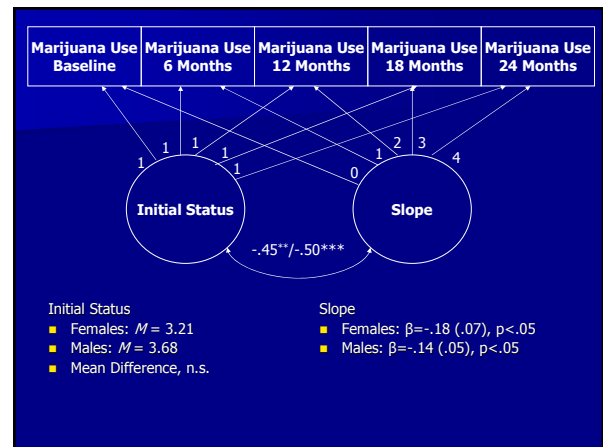 Marijuana Use Baseline
Marijuana Use 6 Months
Marijuana Use 12 Months
Marijuana Use 18 Months
Marijuana Use 24 Months
1
1
1
1
1
0
1
2
3
4
Initial Status
Slope
-.45**/-.50***
Initial Status
Females: M = 3.21
Males: M = 3.68
Mean Difference, n.s.
Slope
Females: β=-.18 (.07), p<.05
Males: β=-.14 (.05), p<.05